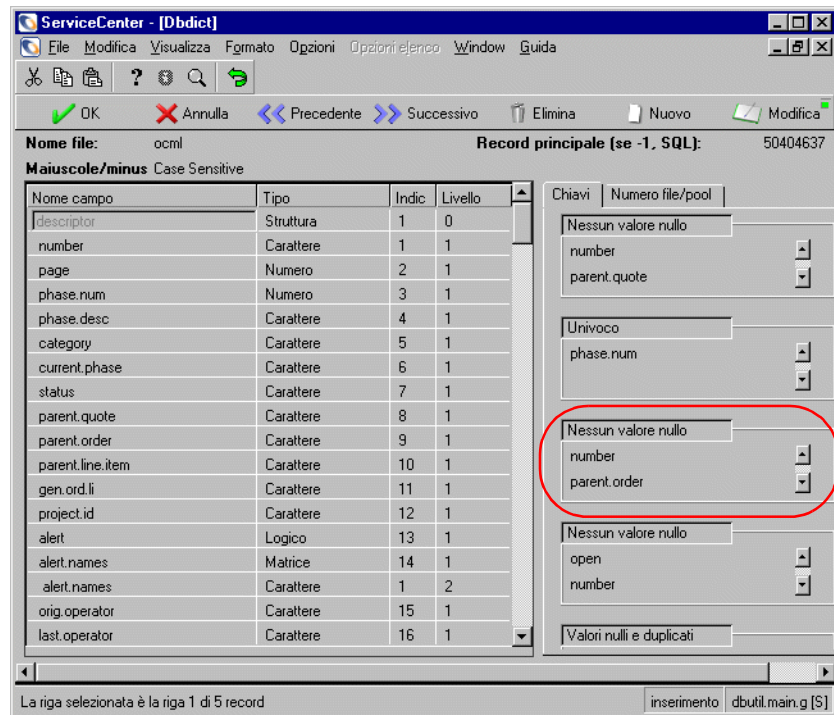 ServiceCenter - [Dbdict]
File Modifica Visualizza Formato Opzioni Opzioni elenco Window Guida
OK Annulla Precedente Successivo Elimina Nuovo Modifica
Nome file: ocml Record principale (se -1, SQL): 50404637
Maiuscole/minus Case Sensitive
Nome campo Tipo Indic Livello
descriptor Struttura 1 0
number Carattere 1 1
page Numero 2 1
phase.num Numero 3 1
phase.desc Carattere 4 1
category Carattere 5 1
current.phase Carattere 6 1
status Carattere 7 1
parent.quote Carattere 8 1
parent.order Carattere 9 1
parent.line.item Carattere 10 1
gen.ord.li Carattere 11 1
project.id Carattere 12 1
alert Logico 13 1
alert.names Matrice 14 1
alert.names Carattere 1 2
orig.operator Carattere 15 1
last.operator Carattere 16 1
Chiavi Numero file/pool
Nessun valore nullo
number
parent.quote
Univoco
phase.num
Nessun valore nullo
number
parent.order
Nessun valore nullo
open
number
Valori nulli e duplicati
La riga selezionata è la riga 1 di 5 record inserimento dbutil.main.g [S]